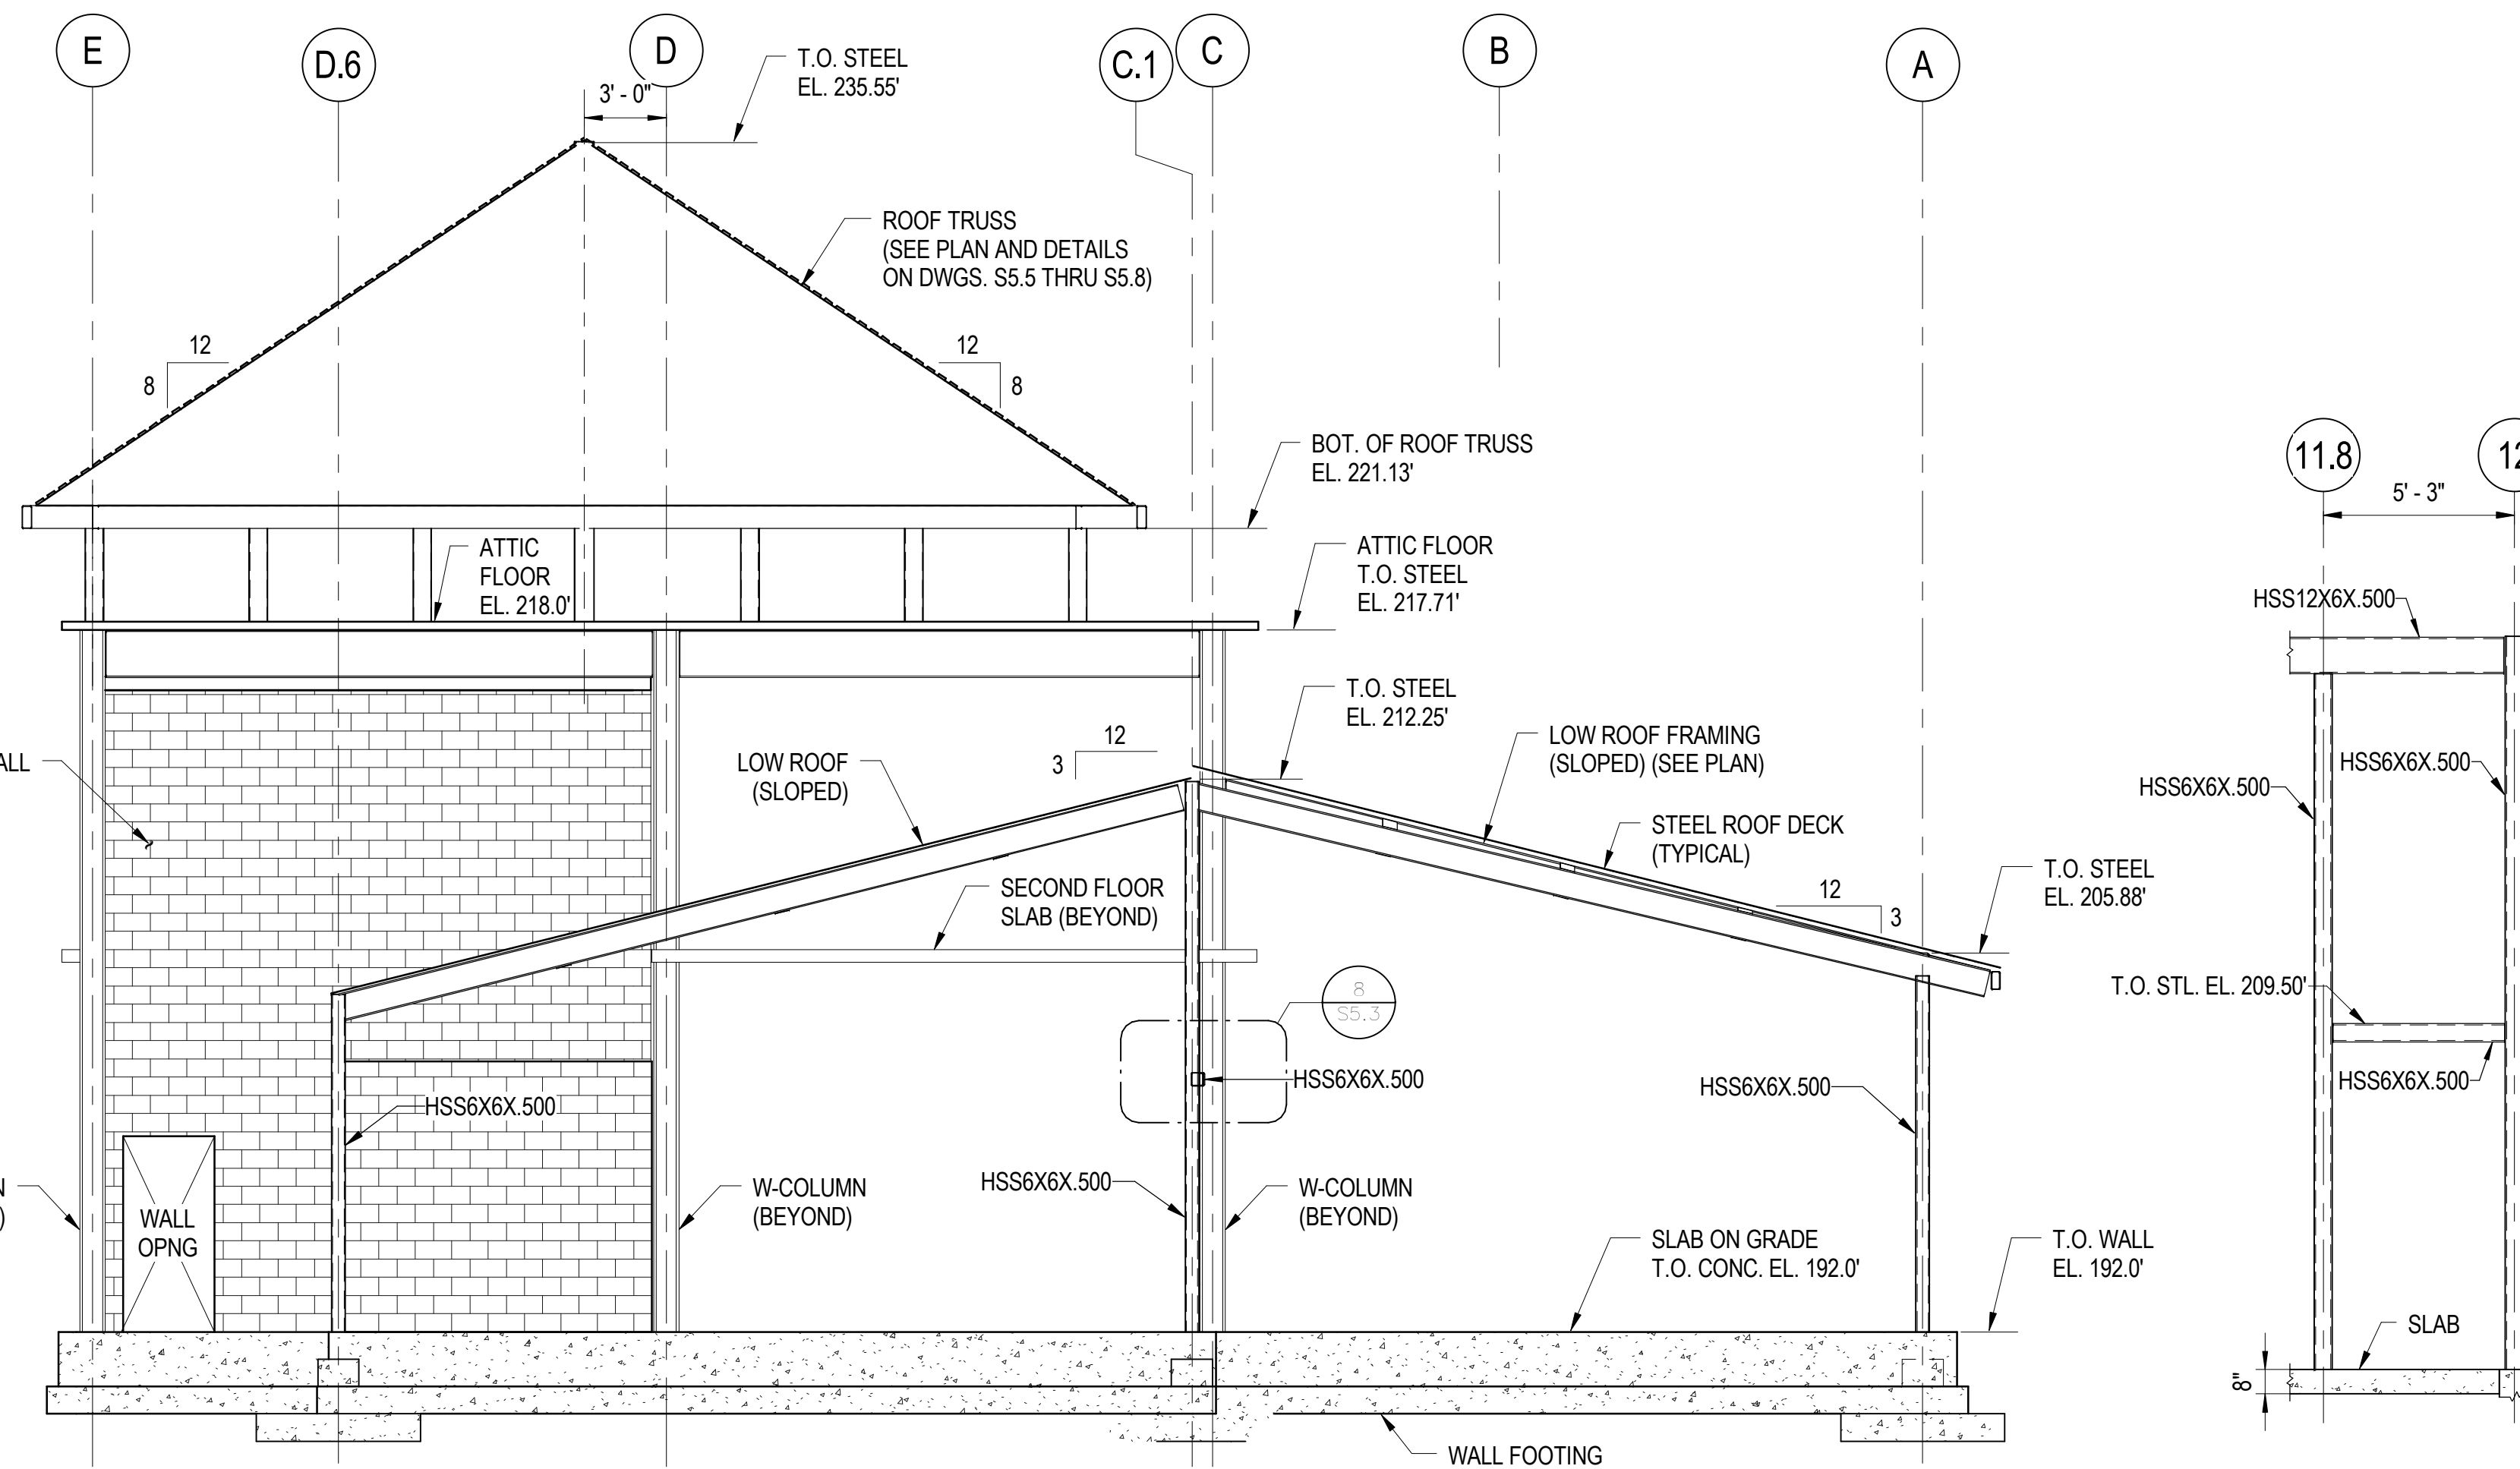 E
D.6
D
C.1
C
B
A
T.O. STEEL
EL. 235.55'
3' - 0"
ROOF TRUSS
(SEE PLAN AND DETAILS
ON DWGS. S5.5 THRU S5.8)
12
8
12
8
BOT. OF ROOF TRUSS
EL. 221.13'
11.8
12
5' - 3"
ATTIC
FLOOR
EL. 218.0'
ATTIC FLOOR
T.O. STEEL
EL. 217.71'
HSS12X6X.500
T.O. STEEL
EL. 212.25'
ALL
LOW ROOF
(SLOPED)
12
3
LOW ROOF FRAMING
(SLOPED) (SEE PLAN)
HSS6X6X.500
HSS6X6X.500
STEEL ROOF DECK
(TYPICAL)
T.O. STEEL
EL. 205.88'
SECOND FLOOR
SLAB (BEYOND)
12
3
T.O. STL. EL. 209.50'
8
S5.3
HSS6X6X.500
HSS6X6X.500
HSS6X6X.500
HSS6X6X.500
HSS6X6X.500
N
)
WALL
OPNG
W-COLUMN
(BEYOND)
W-COLUMN
(BEYOND)
SLAB ON GRADE
T.O. CONC. EL. 192.0'
T.O. WALL
EL. 192.0'
SLAB
8"
WALL FOOTING